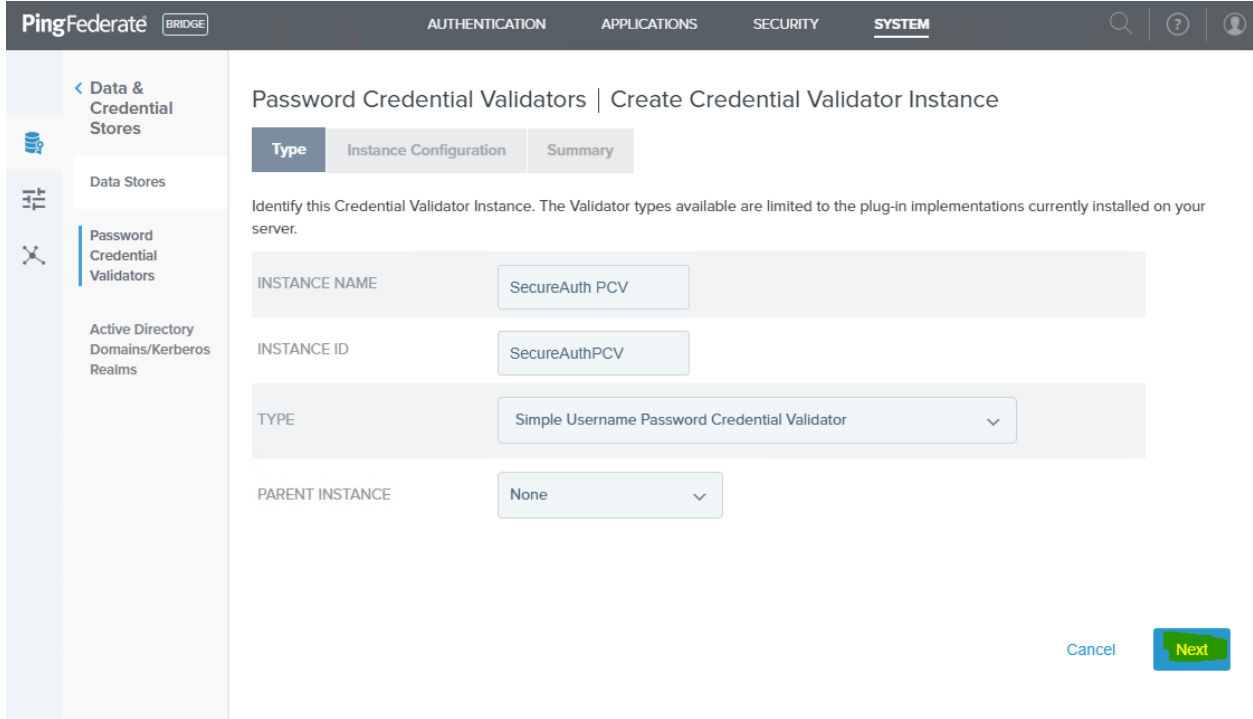 PingFederate BRIDGE AUTHENTICATION APPLICATIONS SECURITY SYSTEM ?
Data &
Credential
Stores
Data Stores
Password
Credential
Validators
Active Directory
Domains/Kerberos
Realms
Password Credential Validators | Create Credential Validator Instance
Type Instance Configuration Summary
Identify this Credential Validator Instance. The Validator types available are limited to the plug-in implementations currently installed on your
server.
INSTANCE NAME SecureAuth PCV
INSTANCE ID SecureAuthPCV
TYPE Simple Username Password Credential Validator
PARENT INSTANCE None
Cancel Next